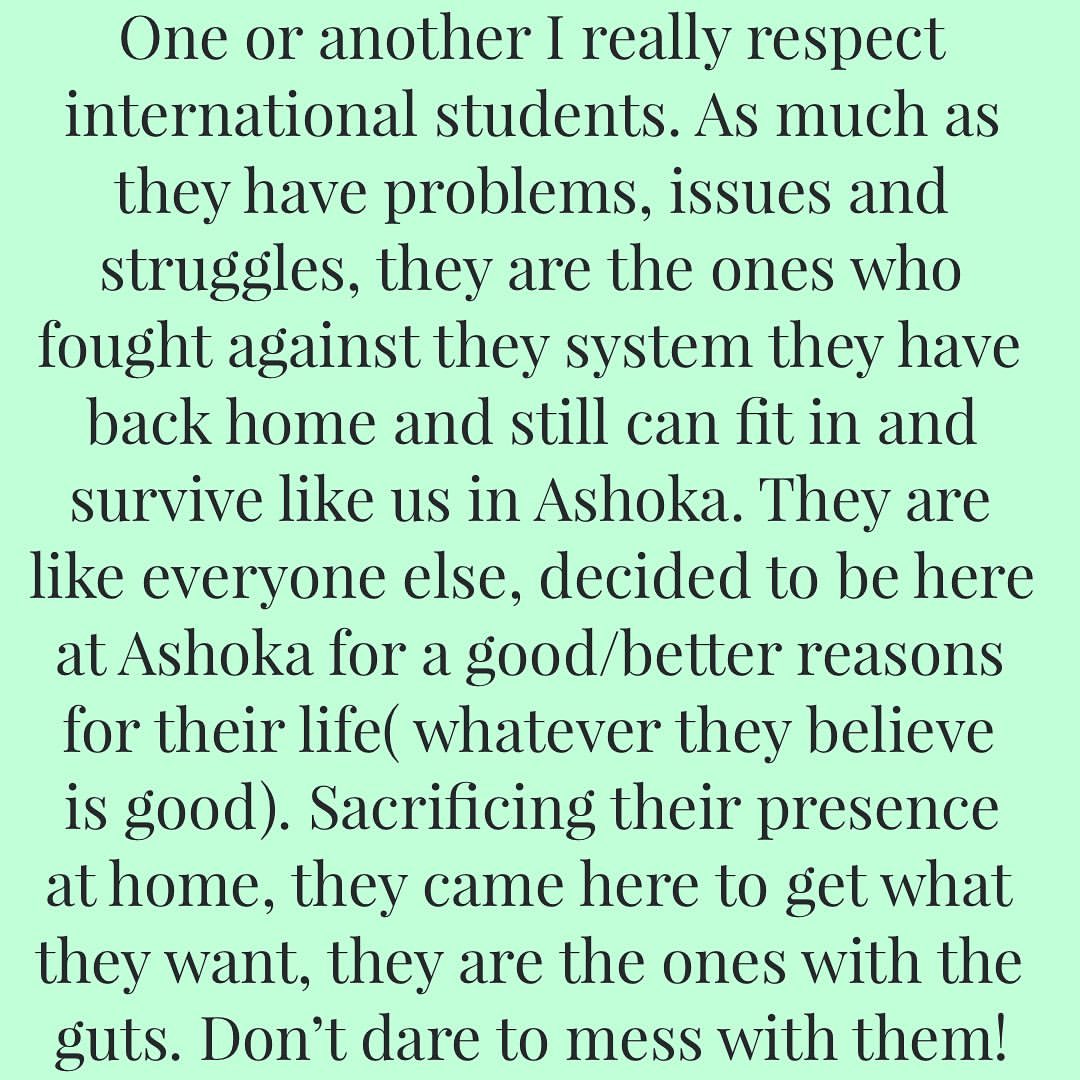 One or another I really respect
international students. As much as
they have problems, issues and
struggles, they are the ones who
fought against they system they have
back home and still can fit in and
survive like us in Ashoka. They are
like everyone else, decided to be here
at Ashoka for a good/better reasons
for their life( whatever they believe
is good). Sacrificing their presence
at home, they came here to get what
they want, they are the ones with the
guts. Don’t dare to mess with them!